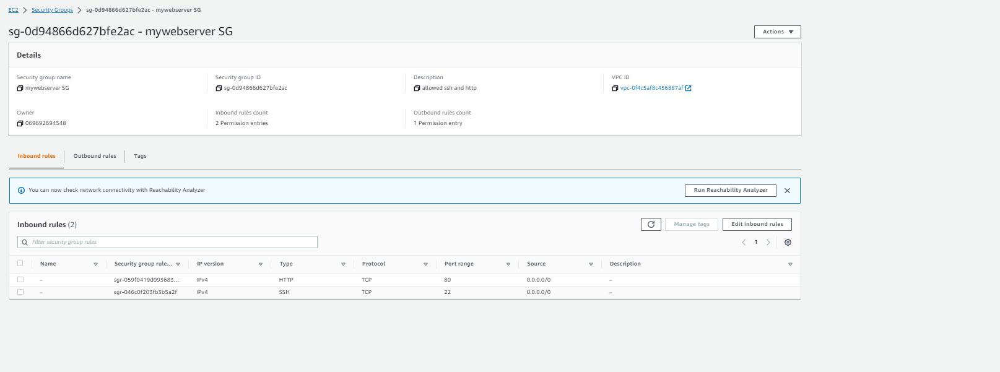 EC2 > Security Groups > sg-0d94866d627bfe2ac - mywebserver SG
sg-0d94866d627bfe2ac - mywebserver SG
Actions
Details
Security group name Security group ID Description VPC ID
mywebserver SG sg-0d94866d627bfe2ac allowed ssh and http vpc-0f4c5af8c456887af
Owner Inbound rules count Outbound rules count
069692694548 2 Permission entries 1 Permission entry
Inbound rules Outbound rules Tags
You can now check network connectivity with Reachability Analyzer Run Reachability Analyzer
Inbound rules (2) Manage tags Edit inbound rules
Filter security group rules 1
Name Security group rule... IP version Type Protocol Port range Source Description
– sgr-059f0419d093683... IPv4 HTTP TCP 80 0.0.0.0/0 –
– sgr-046c0f203fb3b5a2f IPv4 SSH TCP 22 0.0.0.0/0 –